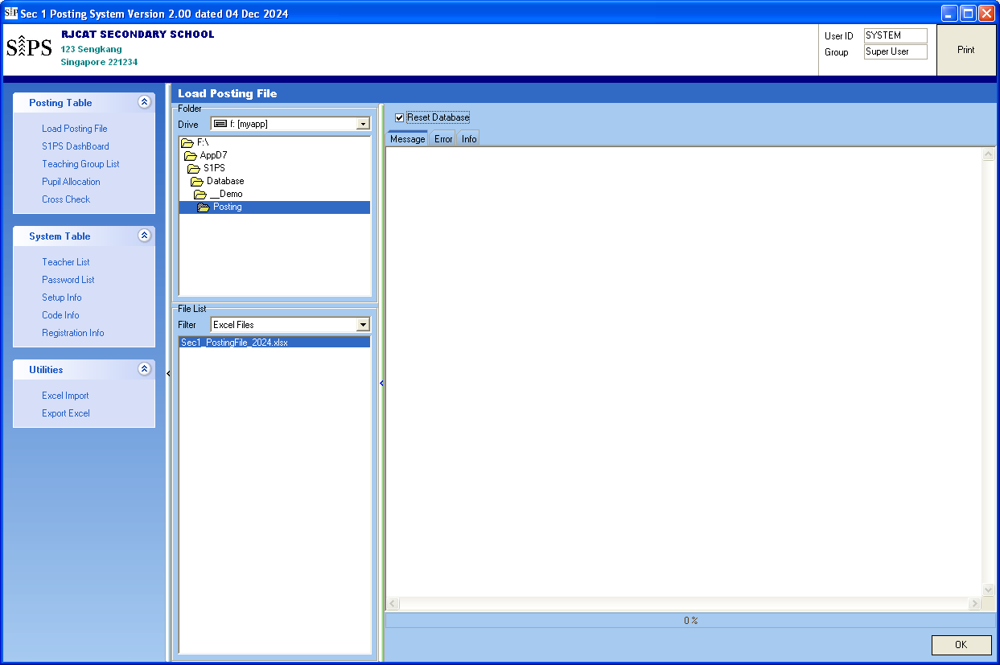 S1PS Sec 1 Posting System Version 2.00 dated 04 Dec 2024
S1PS
RJCAT SECONDARY SCHOOL
123 Sengkang
Singapore 221234
User ID SYSTEM
Group Super User
Print
Posting Table
Load Posting File
S1PS DashBoard
Teaching Group List
Pupil Allocation
Cross Check
System Table
Teacher List
Password List
Setup Info
Code Info
Registration Info
Utilities
Excel Import
Export Excel
Load Posting File
Folder
Drive f: [myapp]
F:\
AppD7
S1PS
Database
__Demo
Posting
File List
Filter Excel Files
Sec1_PostingFile_2024.xlsx
Reset Database
Message Error Info
0 %
OK